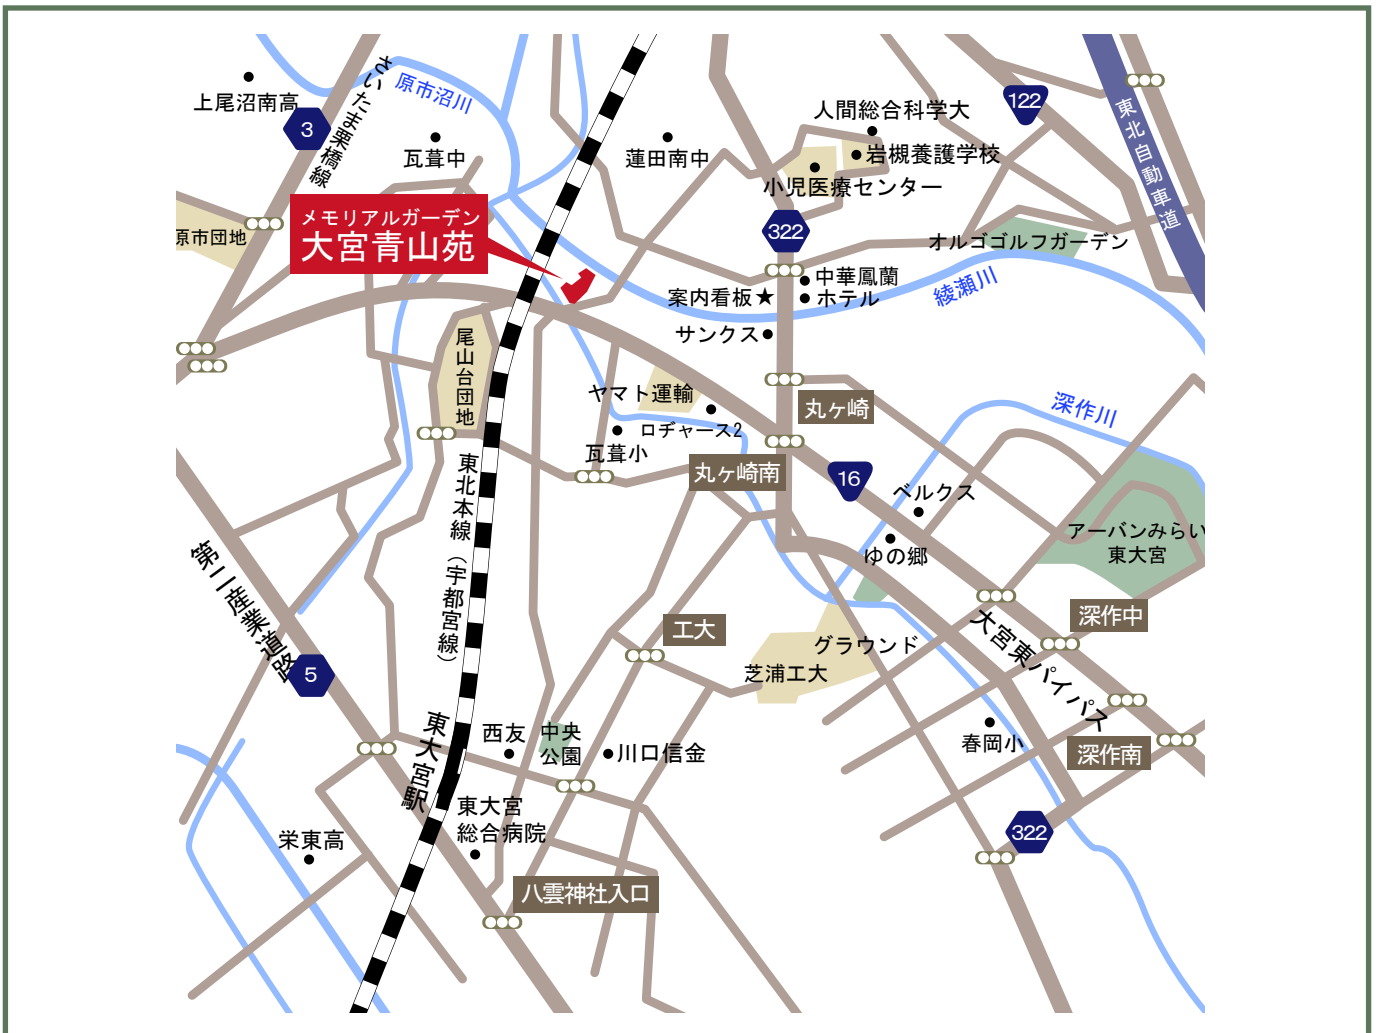 上尾沼南高
3
さいたま栗橋線
原市沼川
瓦葺中
蓮田南中
人間総合科学大
岩槻養護学校
小児医療センター
122
東北自動車道
原市団地
メモリアルガーデン
大宮青山苑
322
オルゴゴルフガーデン
中華鳳蘭
案内看板★
ホテル
綾瀬川
サンクス
尾山台団地
ヤマト運輸
ロヂャース2
瓦葺小
丸ヶ崎
深作川
丸ヶ崎南
16
ベルクス
ゆの郷
アーバンみらい
東大宮
東北本線（宇都宮線）
第二産業道路
5
工大
深作中
大宮東バイパス
グラウンド
芝浦工大
東大宮駅
西友
中央
公園
川口信金
春岡小
深作南
東大宮
総合病院
栄東高
322
八雲神社入口